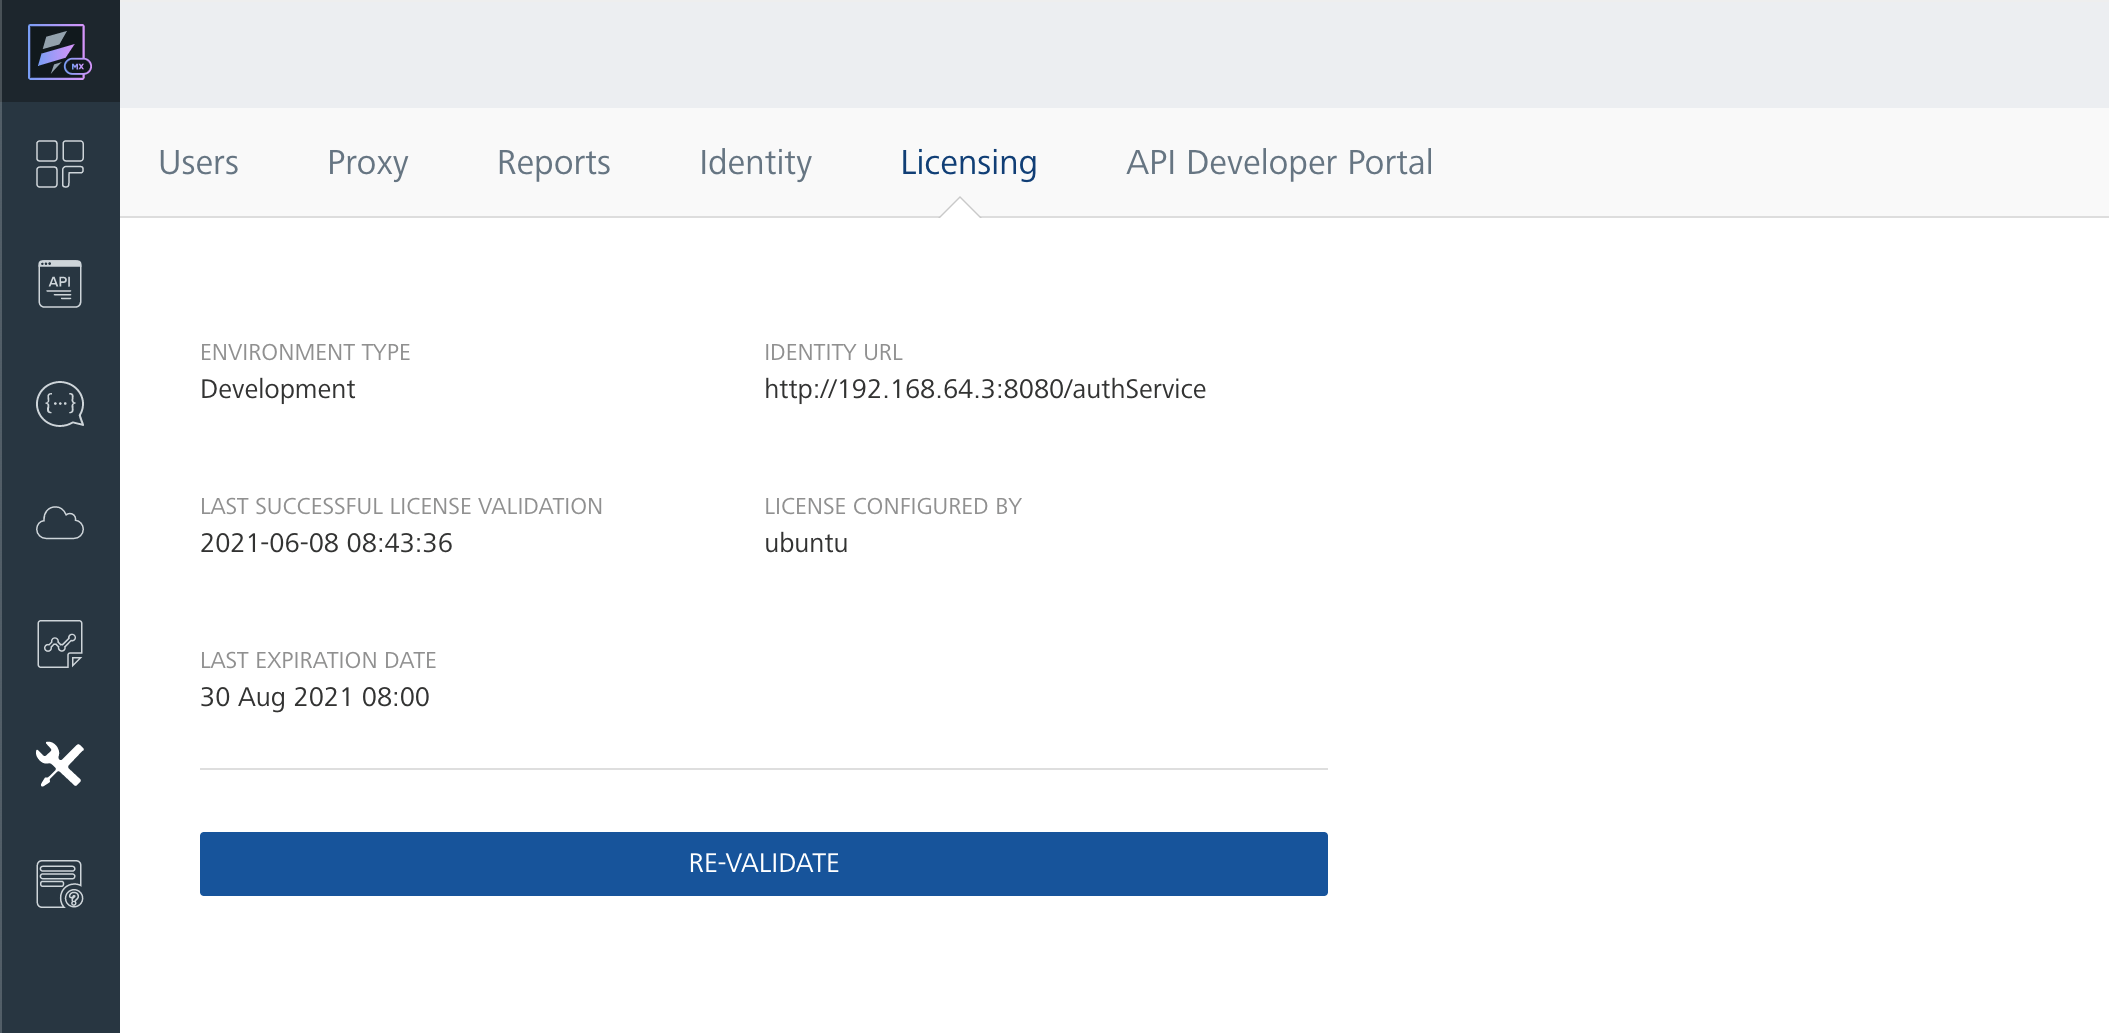 MX
Users
Proxy
Reports
Identity
Licensing
API Developer Portal
API
{...}
ENVIRONMENT TYPE
Development
IDENTITY URL
http://192.168.64.3:8080/authService
LAST SUCCESSFUL LICENSE VALIDATION
2021-06-08 08:43:36
LICENSE CONFIGURED BY
ubuntu
LAST EXPIRATION DATE
30 Aug 2021 08:00
RE-VALIDATE
?